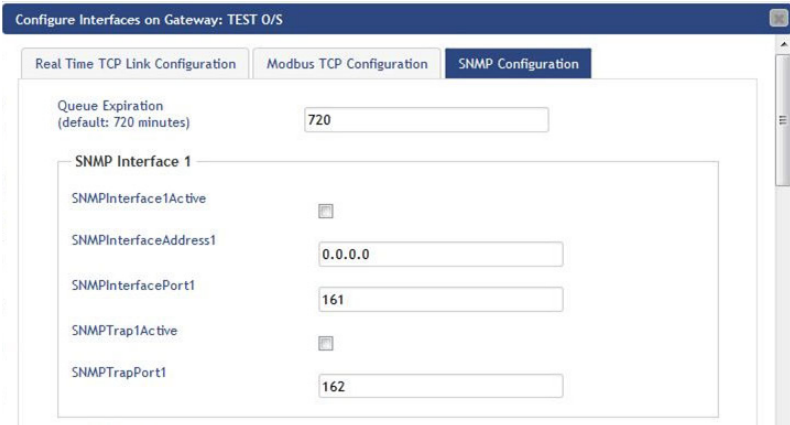 Configure Interfaces on Gateway: TEST O/S
Real Time TCP Link Configuration
Modbus TCP Configuration
SNMP Configuration
Queue Expiration
(default: 720 minutes)
720
SNMP Interface 1
SNMPInterface1Active
SNMPInterfaceAddress1
0.0.0.0
SNMPInterfacePort1
161
SNMPTrap1Active
SNMPTrapPort1
162